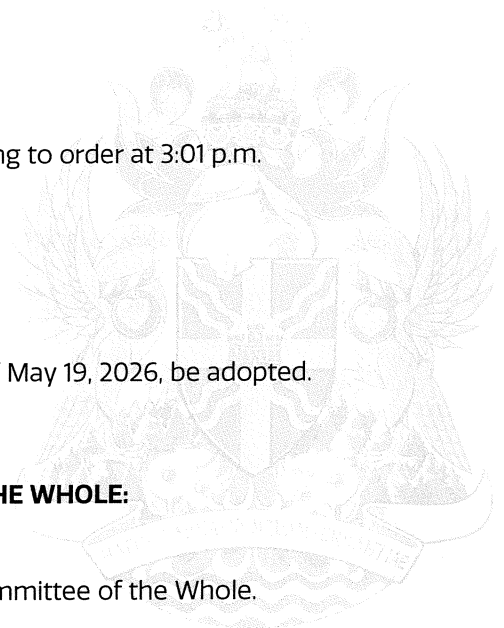 ng to order at 3:01 p.m.
May 19, 2026, be adopted.
HE WHOLE:
mmittee of the Whole.